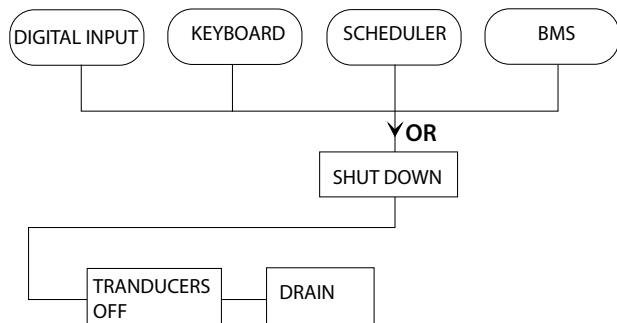 DIGITAL INPUT
KEYBOARD
SCHEDULER
BMS
OR
SHUT DOWN
TRANDUCERS
OFF
DRAIN